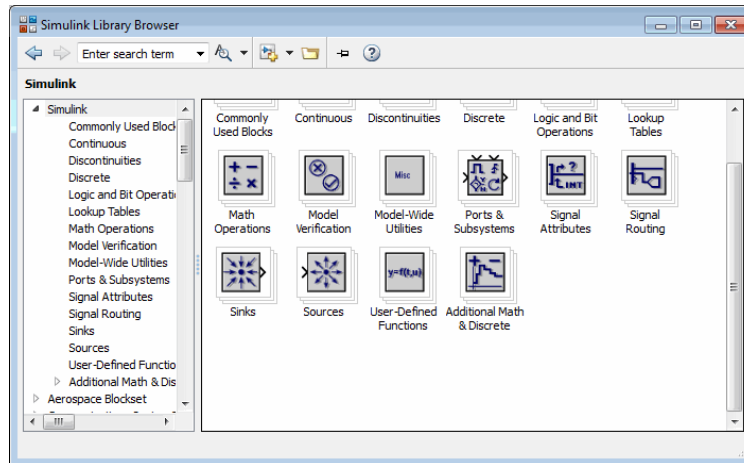 Simulink Library Browser
Enter search term
Simulink
Simulink
Commonly Used Block
Continuous
Discontinuities
Discrete
Logic and Bit Operati
Lookup Tables
Math Operations
Model Verification
Model-Wide Utilities
Ports & Subsystems
Signal Attributes
Signal Routing
Sinks
Sources
User-Defined Functio
Additional Math & Dis
Aerospace Blockset
Commonly Used Blocks
Continuous
Discontinuities
Discrete
Logic and Bit Operations
Lookup Tables
+ −
÷ ×
Math Operations
Model Verification
Misc
Model-Wide Utilities
Ports & Subsystems
?
INT
Signal Attributes
Signal Routing
Sinks
Sources
y=f(t,u)
User-Defined Functions
Additional Math & Discrete